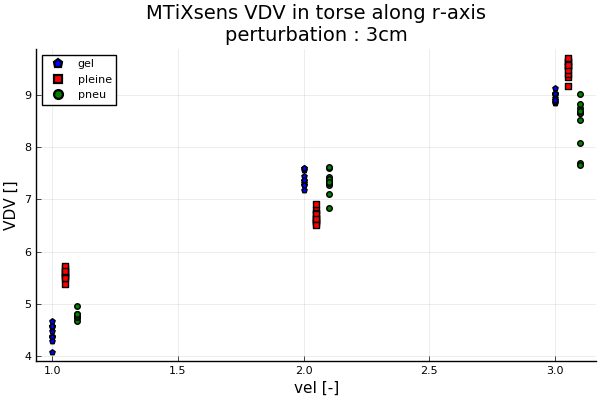 MTiXsens VDV in torse along r-axis
perturbation : 3cm
gel
pleine
pneu
9
8
7
6
5
4
VDV []
1.0 1.5 2.0 2.5 3.0
vel [-]